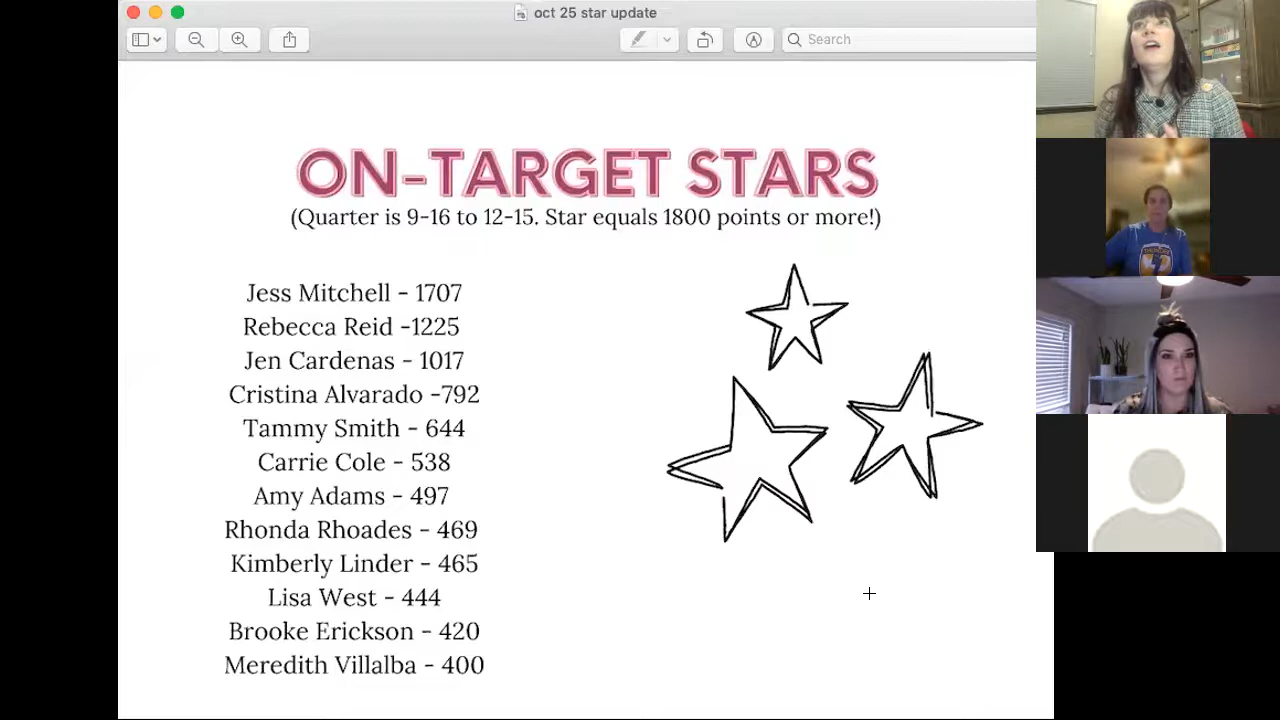 oct 25 star update
Search
ON-TARGET STARS
(Quarter is 9-16 to 12-15. Star equals 1800 points or more!)
Jess Mitchell - 1707
Rebecca Reid -1225
Jen Cardenas - 1017
Cristina Alvarado -792
Tammy Smith - 644
Carrie Cole - 538
Amy Adams - 497
Rhonda Rhoades - 469
Kimberly Linder - 465
Lisa West - 444
Brooke Erickson - 420
Meredith Villalba - 400